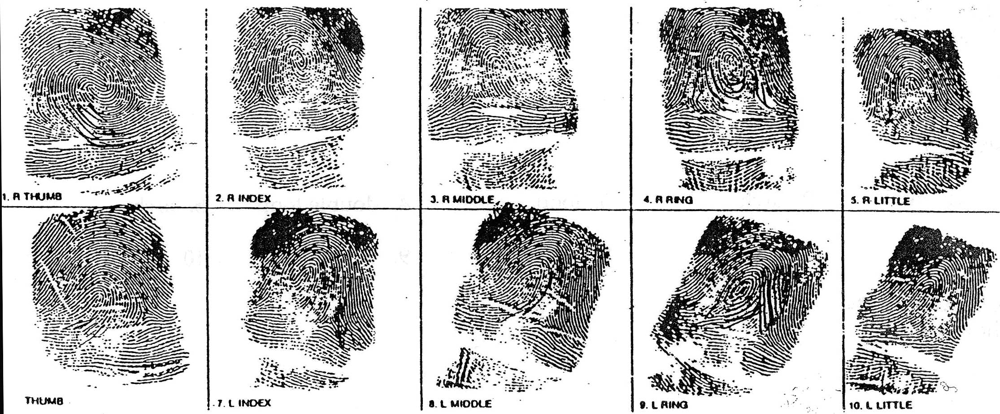 1. R THUMB
2. R INDEX
3. R MIDDLE
4. R RING
5. R LITTLE
THUMB
7. L INDEX
8. L MIDDLE
9. L RING
10. L LITTLE